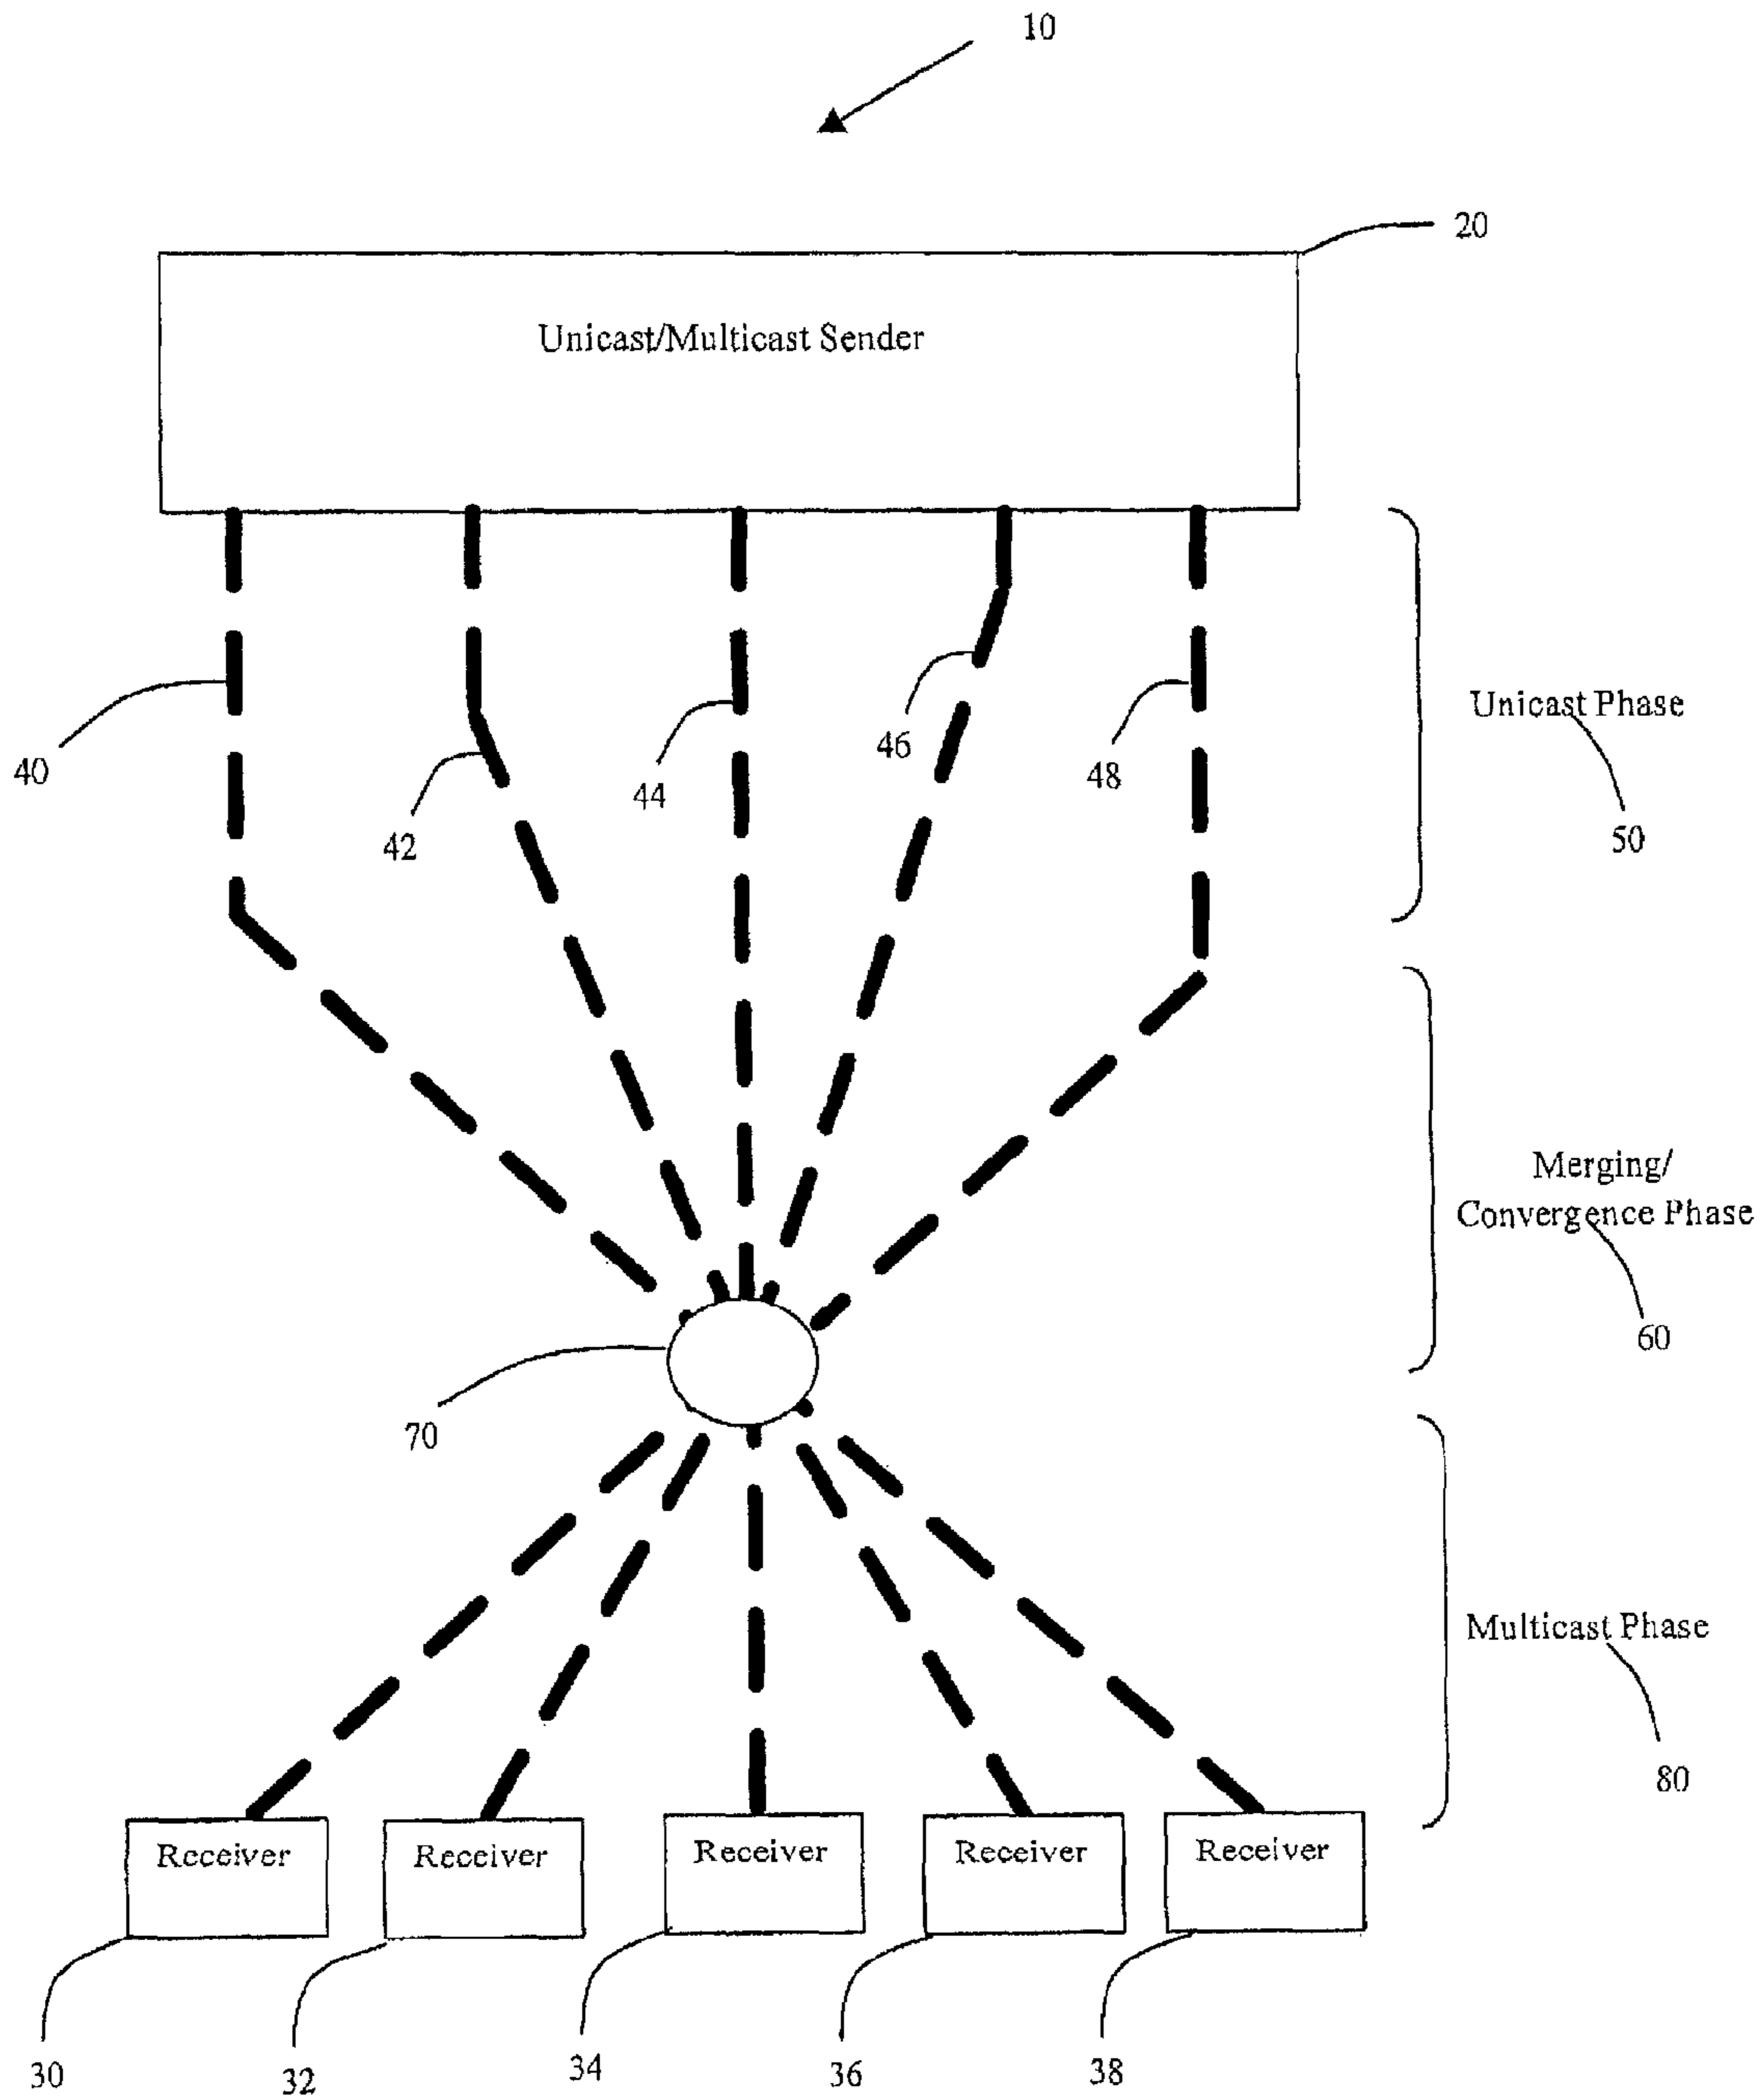 10
20
Unicast/Multicast Sender
40
42
44
46
48
Unicast Phase
50
Merging/
Convergence Phase
60
70
Multicast Phase
80
Receiver
Receiver
Receiver
Receiver
Receiver
30
32
34
36
38